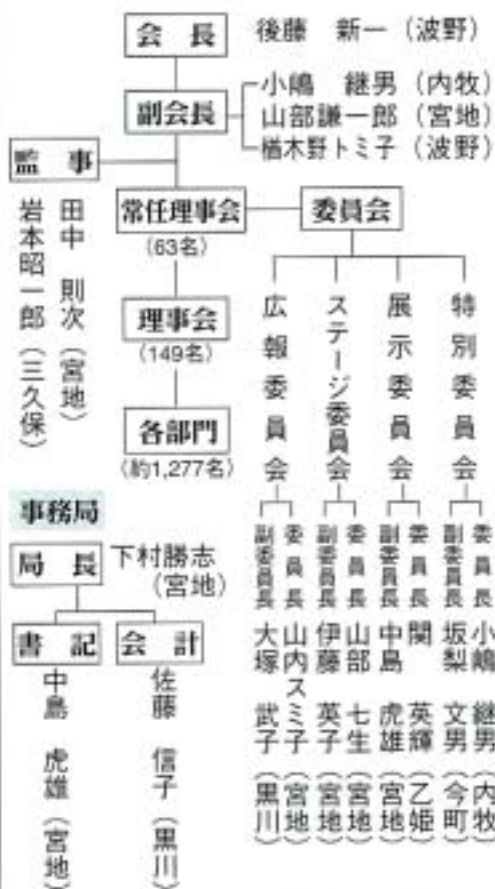 会長 後藤 新一 (波野)
副会長
小嶋 継男 (内牧)
山部謙一郎 (宮地)
楢木野トミ子 (波野)
監事
田中 則次 (宮地)
岩本昭一郎 (三久保)
常任理事会
(63名)
委員会
理事会
(149名)
各部門
(約1,277名)
特別委員会
委員長 小嶋 継男 (内牧)
副委員長 坂梨 文男 (今町)
展示委員会
委員長 関 英輝 (乙姫)
副委員長 中島 虎雄 (宮地)
ステージ委員会
委員長 山部 七生 (宮地)
副委員長 伊藤 英子 (宮地)
広報委員会
委員長 山内スミ子 (宮地)
副委員長 大塚 武子 (黒川)
事務局
局長 下村勝志
(宮地)
書記
中島 虎雄 (宮地)
会計
佐藤 信子 (黒川)